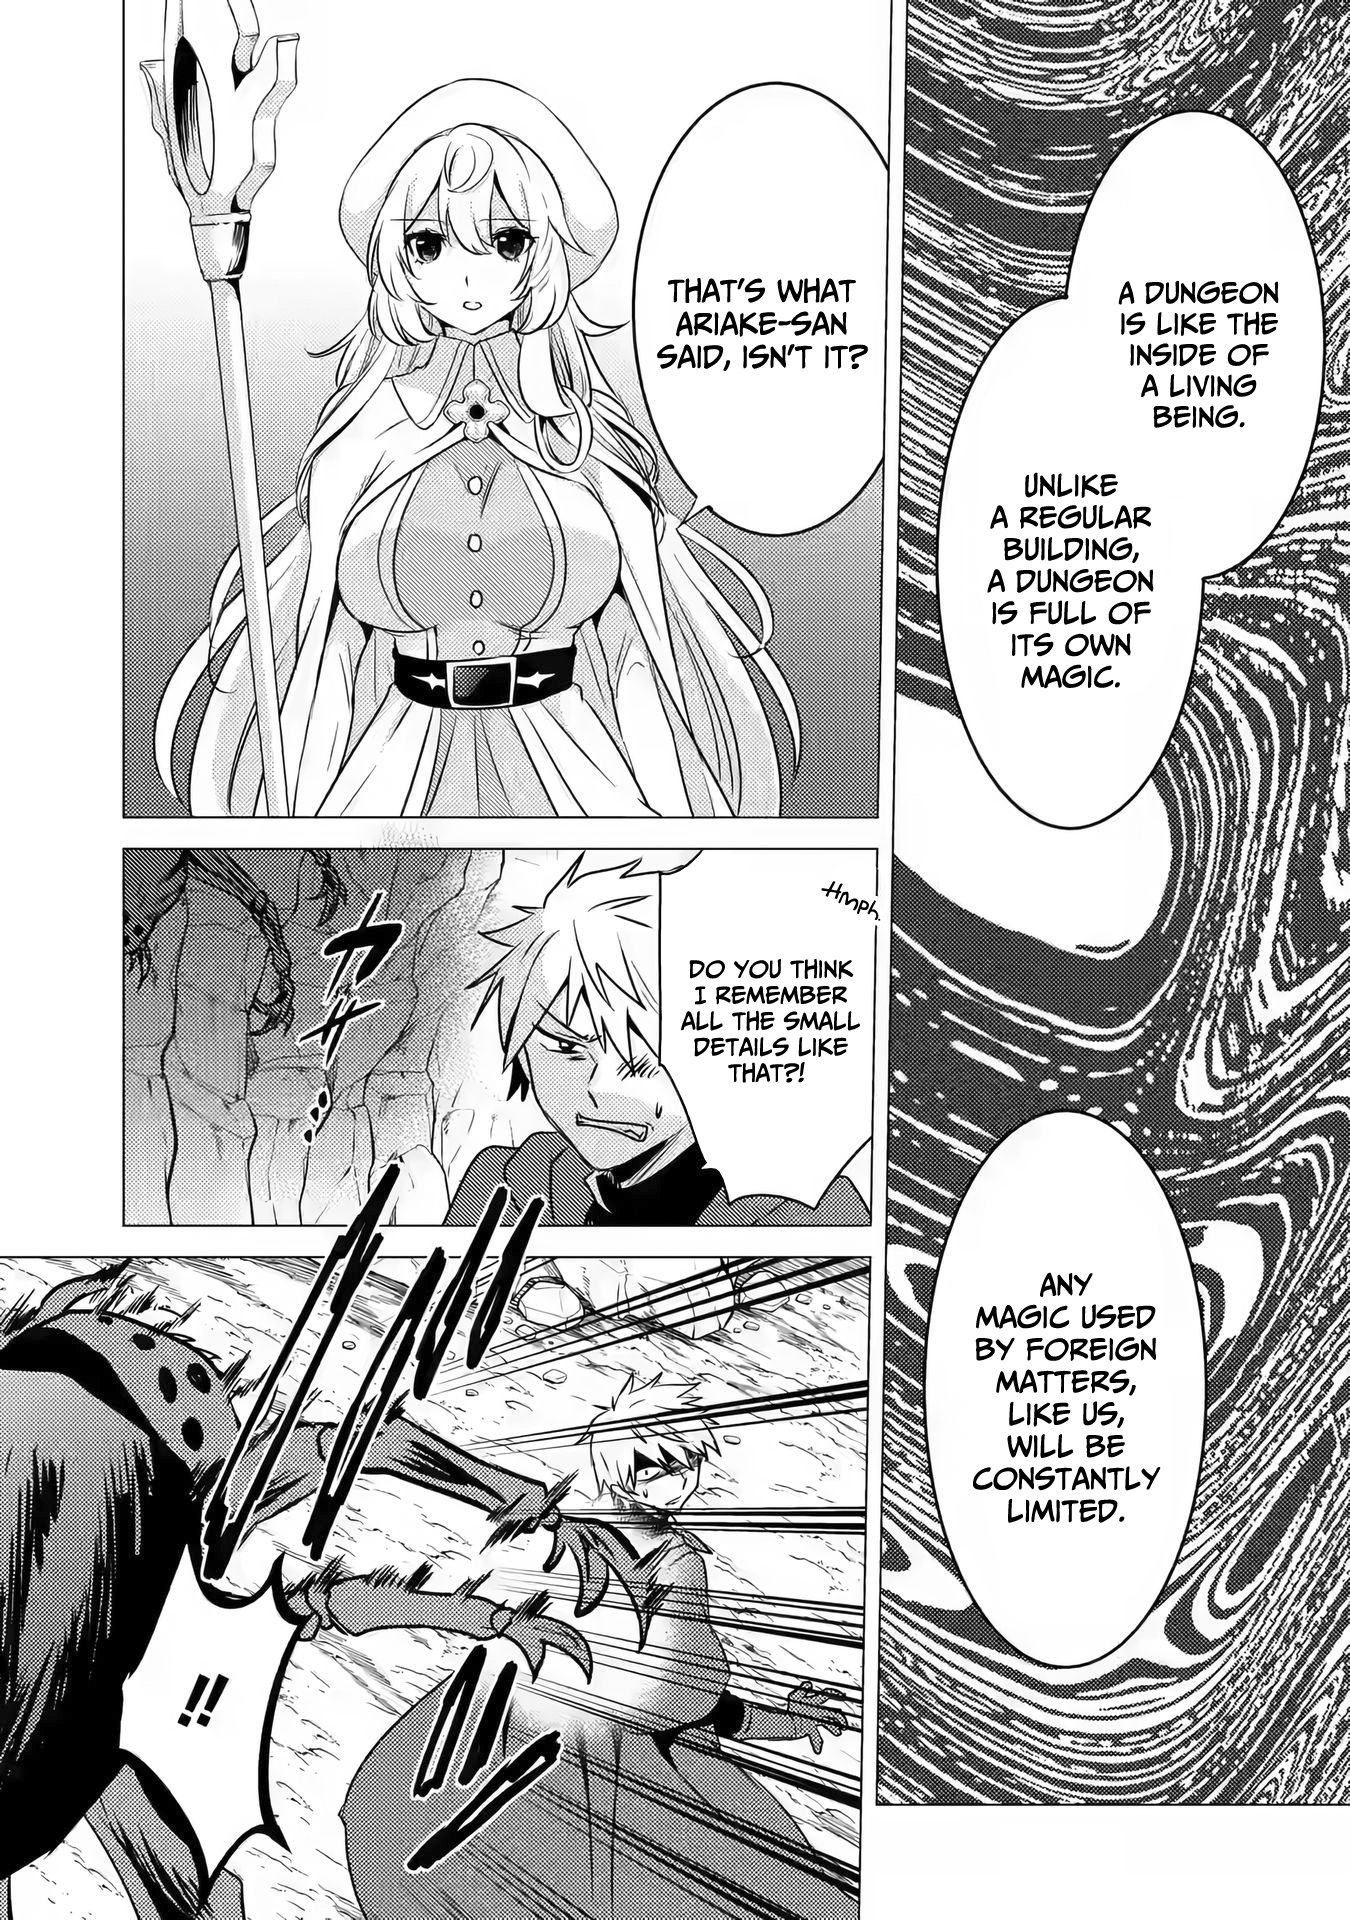 A DUNGEON
IS LIKE THE
INSIDE OF
A LIVING
BEING.
UNLIKE
A REGULAR
BUILDING,
A DUNGEON
IS FULL OF
ITS OWN
MAGIC.
ANY
MAGIC USED
BY FOREIGN
MATTERS,
LIKE US,
WILL BE
CONSTANTLY
LIMITED.
THAT'S WHAT
ARIAKE-SAN
SAID, ISN'T IT?
HMPH.
DO YOU THINK
I REMEMBER
ALL THE SMALL
DETAILS LIKE
THAT?!
カサ…
!!